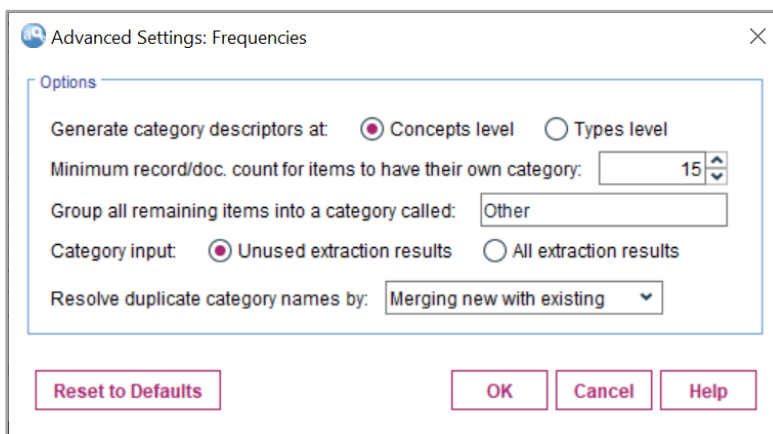 Advanced Settings: Frequencies
Options
Generate category descriptors at: Concepts level Types level
Minimum record/doc. count for items to have their own category: 15
Group all remaining items into a category called: Other
Category input: Unused extraction results All extraction results
Resolve duplicate category names by: Merging new with existing
Reset to Defaults OK Cancel Help